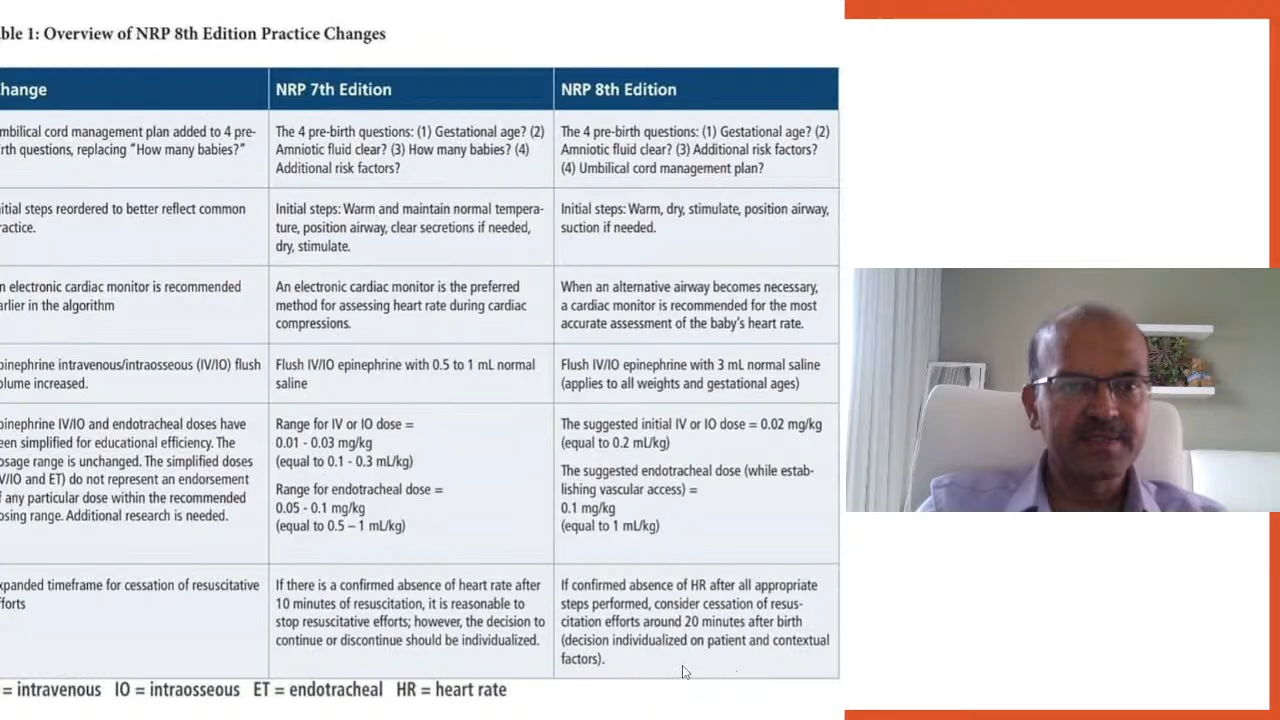 ble 1: Overview of NRP 8th Edition Practice Changes
hange
NRP 7th Edition
NRP 8th Edition
mbilical cord management plan added to 4 pre-
rth questions, replacing “How many babies?”
The 4 pre-birth questions: (1) Gestational age? (2)
Amniotic fluid clear? (3) How many babies? (4)
Additional risk factors?
The 4 pre-birth questions: (1) Gestational age? (2)
Amniotic fluid clear? (3) Additional risk factors?
(4) Umbilical cord management plan?
itial steps reordered to better reflect common
ractice.
Initial steps: Warm and maintain normal tempera-
ture, position airway, clear secretions if needed,
dry, stimulate.
Initial steps: Warm, dry, stimulate, position airway,
suction if needed.
n electronic cardiac monitor is recommended
arlier in the algorithm
An electronic cardiac monitor is the preferred
method for assessing heart rate during cardiac
compressions.
When an alternative airway becomes necessary,
a cardiac monitor is recommended for the most
accurate assessment of the baby’s heart rate.
pinephrine intravenous/intraosseous (IV/IO) flush
olume increased.
Flush IV/IO epinephrine with 0.5 to 1 mL normal
saline
Flush IV/IO epinephrine with 3 mL normal saline
(applies to all weights and gestational ages)
pinephrine IV/IO and endotracheal doses have
een simplified for educational efficiency. The
osage range is unchanged. The simplified doses
V/IO and ET) do not represent an endorsement
f any particular dose within the recommended
osing range. Additional research is needed.
Range for IV or IO dose =
0.01 - 0.03 mg/kg
(equal to 0.1 - 0.3 mL/kg)
Range for endotracheal dose =
0.05 - 0.1 mg/kg
(equal to 0.5 – 1 mL/kg)
The suggested initial IV or IO dose = 0.02 mg/kg
(equal to 0.2 mL/kg)
The suggested endotracheal dose (while estab-
lishing vascular access) =
0.1 mg/kg
(equal to 1 mL/kg)
xpanded timeframe for cessation of resuscitative
fforts
If there is a confirmed absence of heart rate after
10 minutes of resuscitation, it is reasonable to
stop resuscitative efforts; however, the decision to
continue or discontinue should be individualized.
If confirmed absence of HR after all appropriate
steps performed, consider cessation of resus-
citation efforts around 20 minutes after birth
(decision individualized on patient and contextual
factors).
= intravenous IO = intraosseous ET = endotracheal HR = heart rate